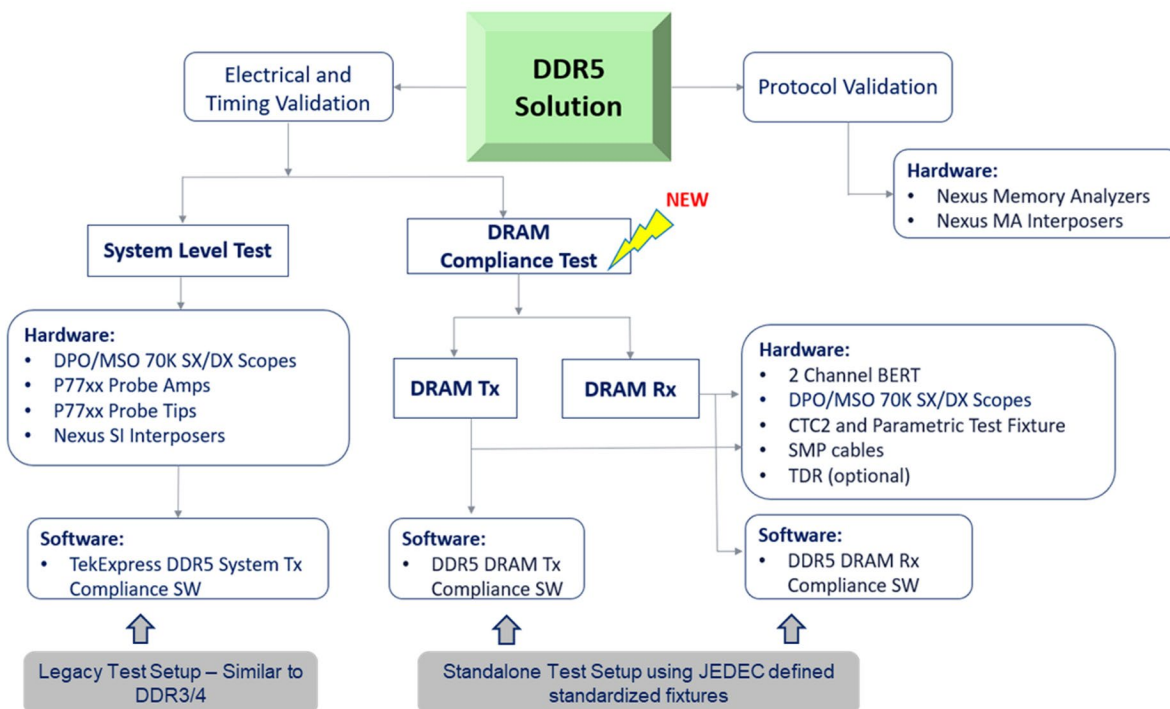 DDR5
Solution
Electrical and
Timing Validation
Protocol Validation
Hardware:
• Nexus Memory Analyzers
• Nexus MA Interposers
NEW
System Level Test
DRAM
Compliance Test
Hardware:
• DPO/MSO 70K SX/DX Scopes
• P77xx Probe Amps
• P77xx Probe Tips
• Nexus SI Interposers
DRAM Tx
DRAM Rx
Hardware:
• 2 Channel BERT
• DPO/MSO 70K SX/DX Scopes
• CTC2 and Parametric Test Fixture
• SMP cables
• TDR (optional)
Software:
• TekExpress DDR5 System Tx
Compliance SW
Software:
• DDR5 DRAM Tx
Compliance SW
Software:
• DDR5 DRAM Rx
Compliance SW
Legacy Test Setup – Similar to
DDR3/4
Standalone Test Setup using JEDEC defined
standardized fixtures